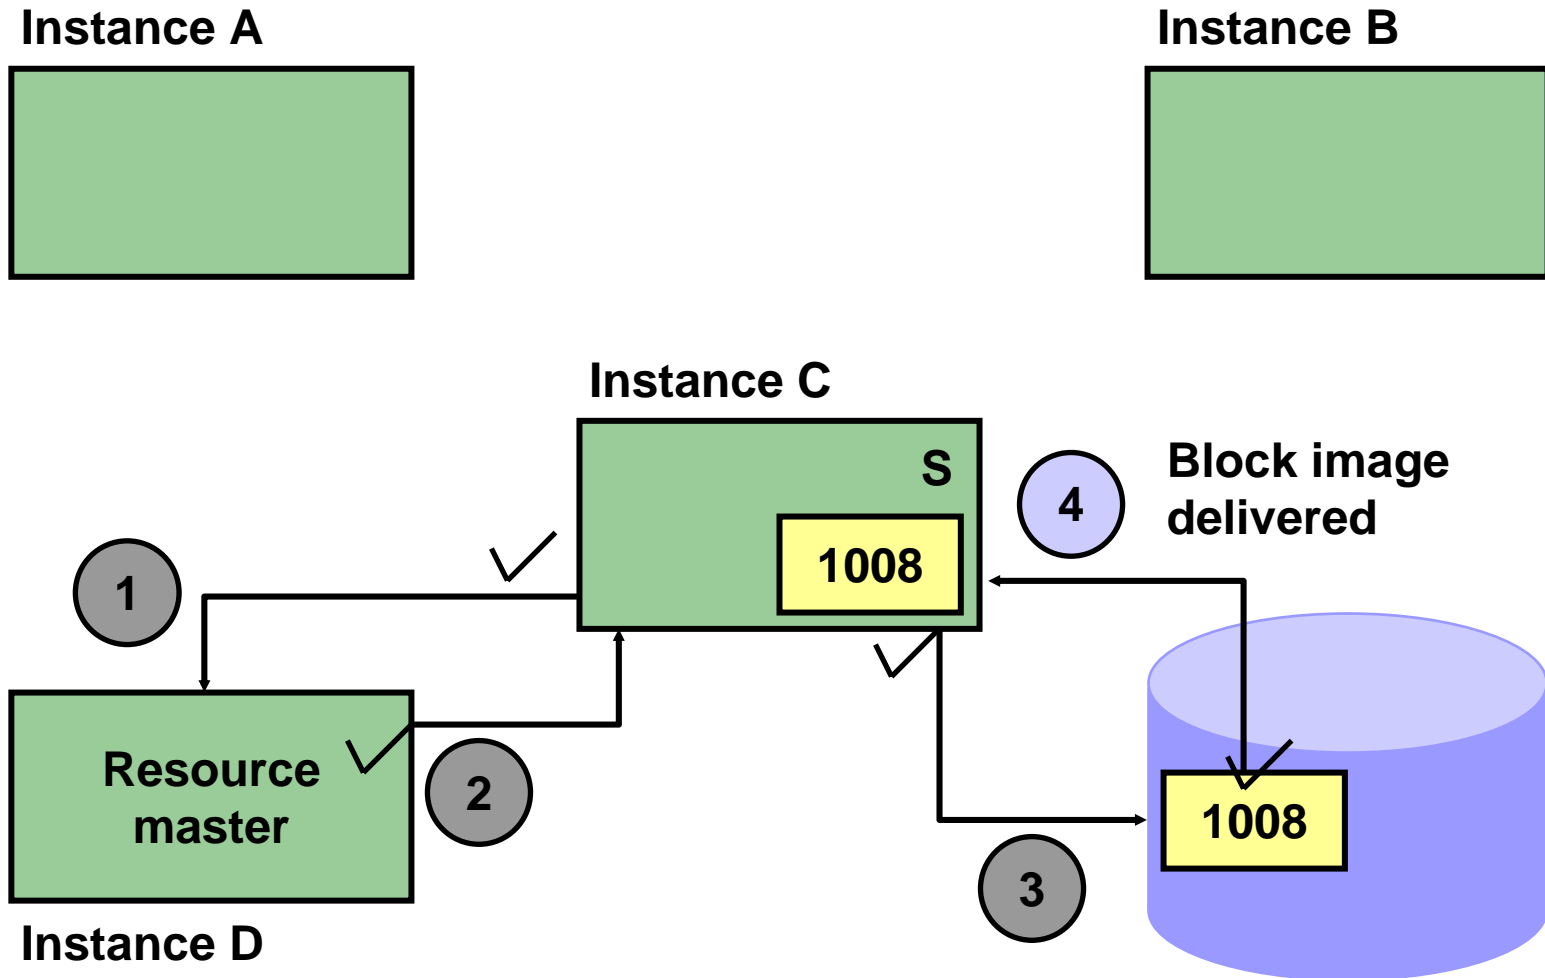 Instance A
Instance B
Instance C
S
1008
4
Block image
delivered
1
Resource
master
2
1008
3
Instance D